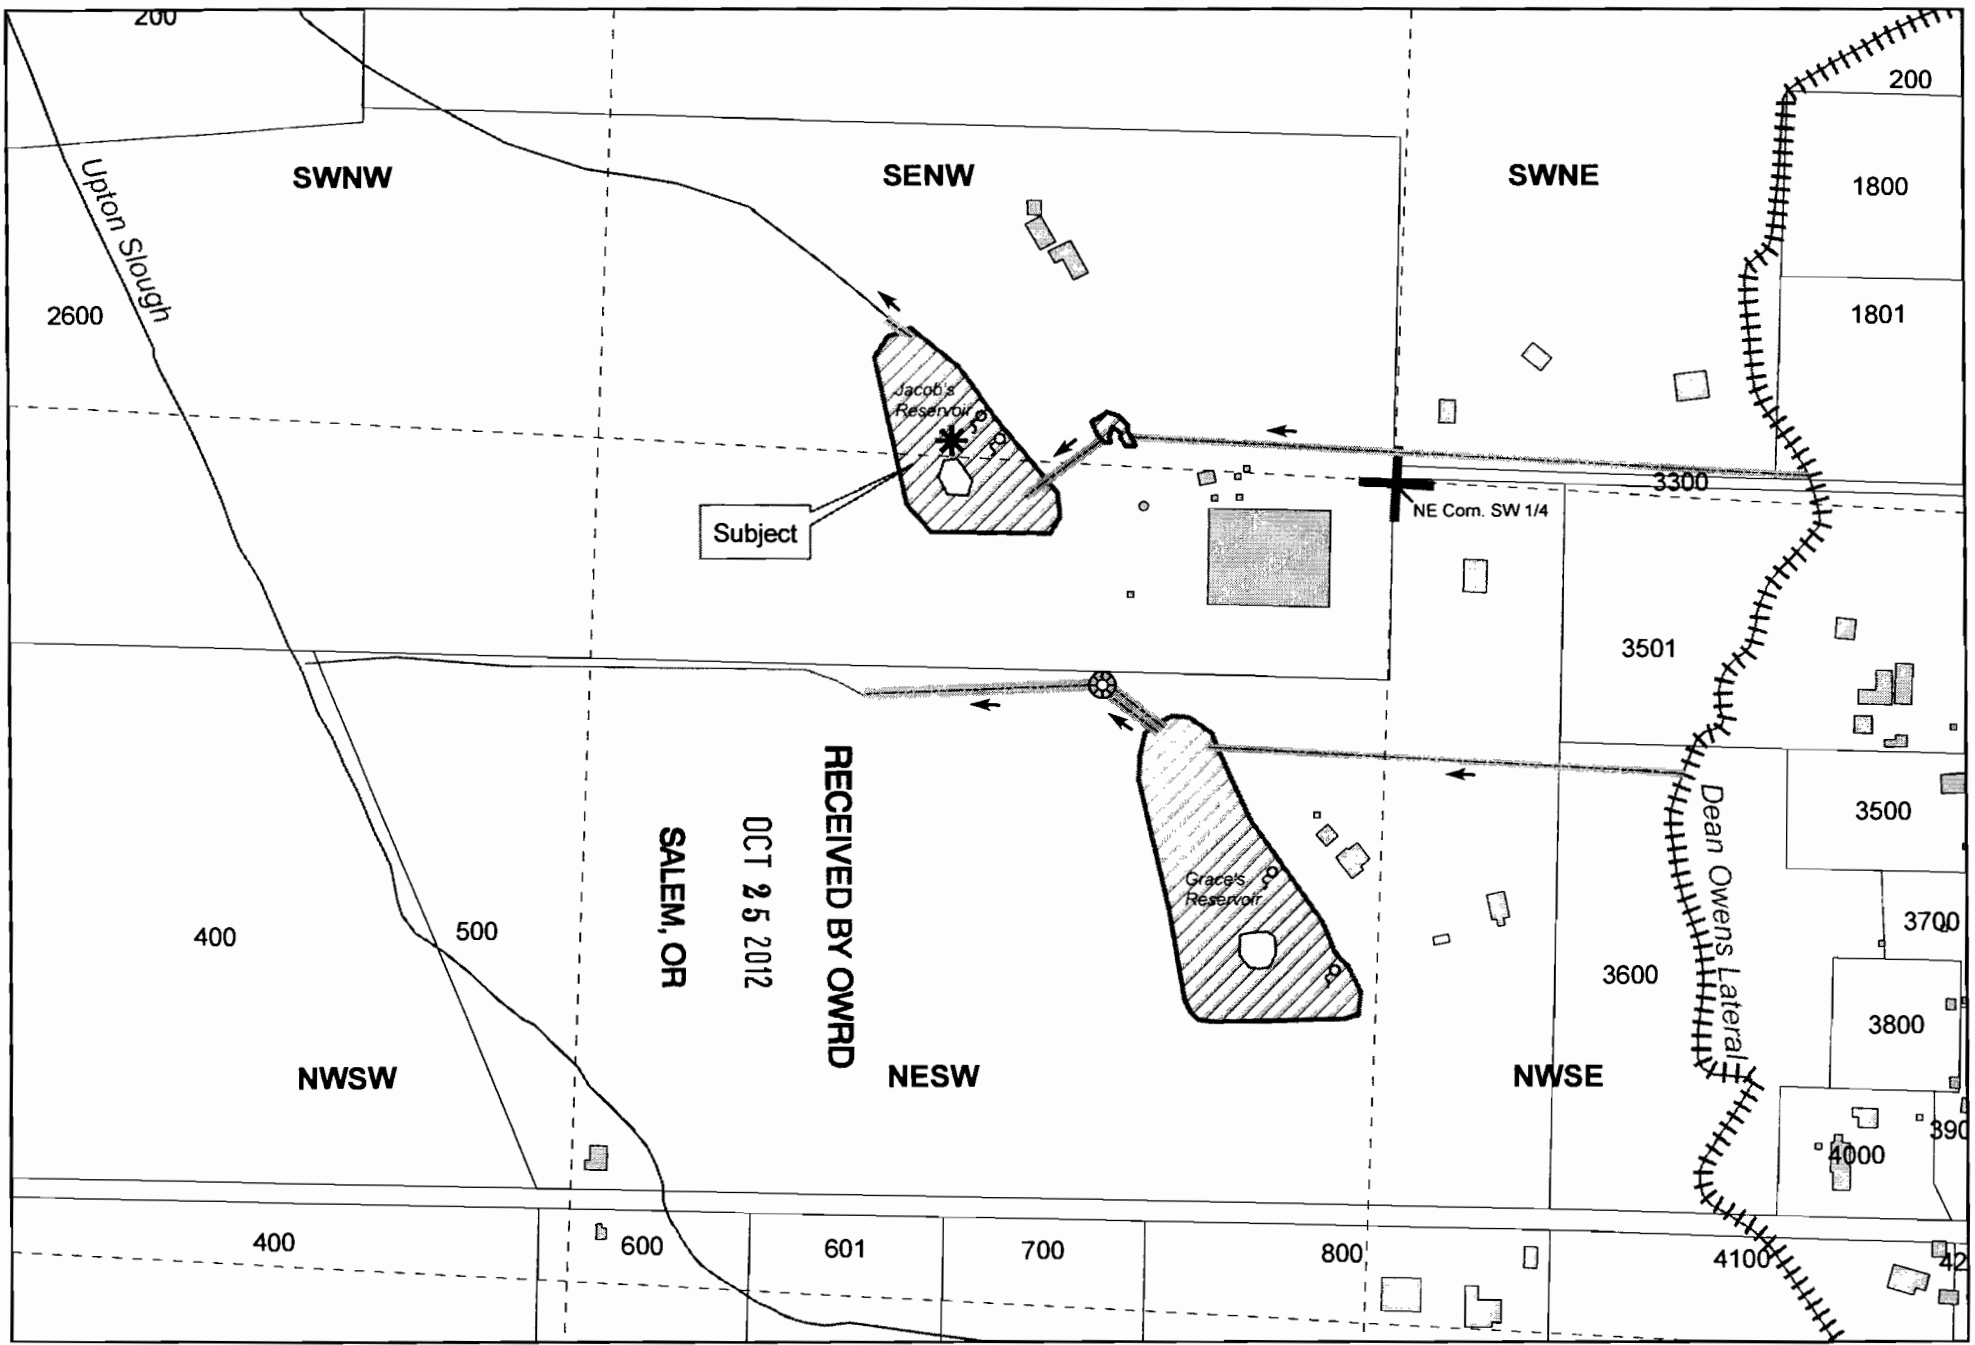 200
200
SWNW
SENW
SWNE
1800
Upton Slough
2600
1801
Jacob's
Reservoir
3300
NE Corn. SW 1/4
Subject
3501
RECEIVED BY OWRD
OCT 25 2012
SALEM, OR
Dean Owens Lateral
3500
Grace's
Reservoir
400
500
3700
3600
3800
NWSW
NESW
NWSE
390
4000
400
600
601
700
800
4100
42